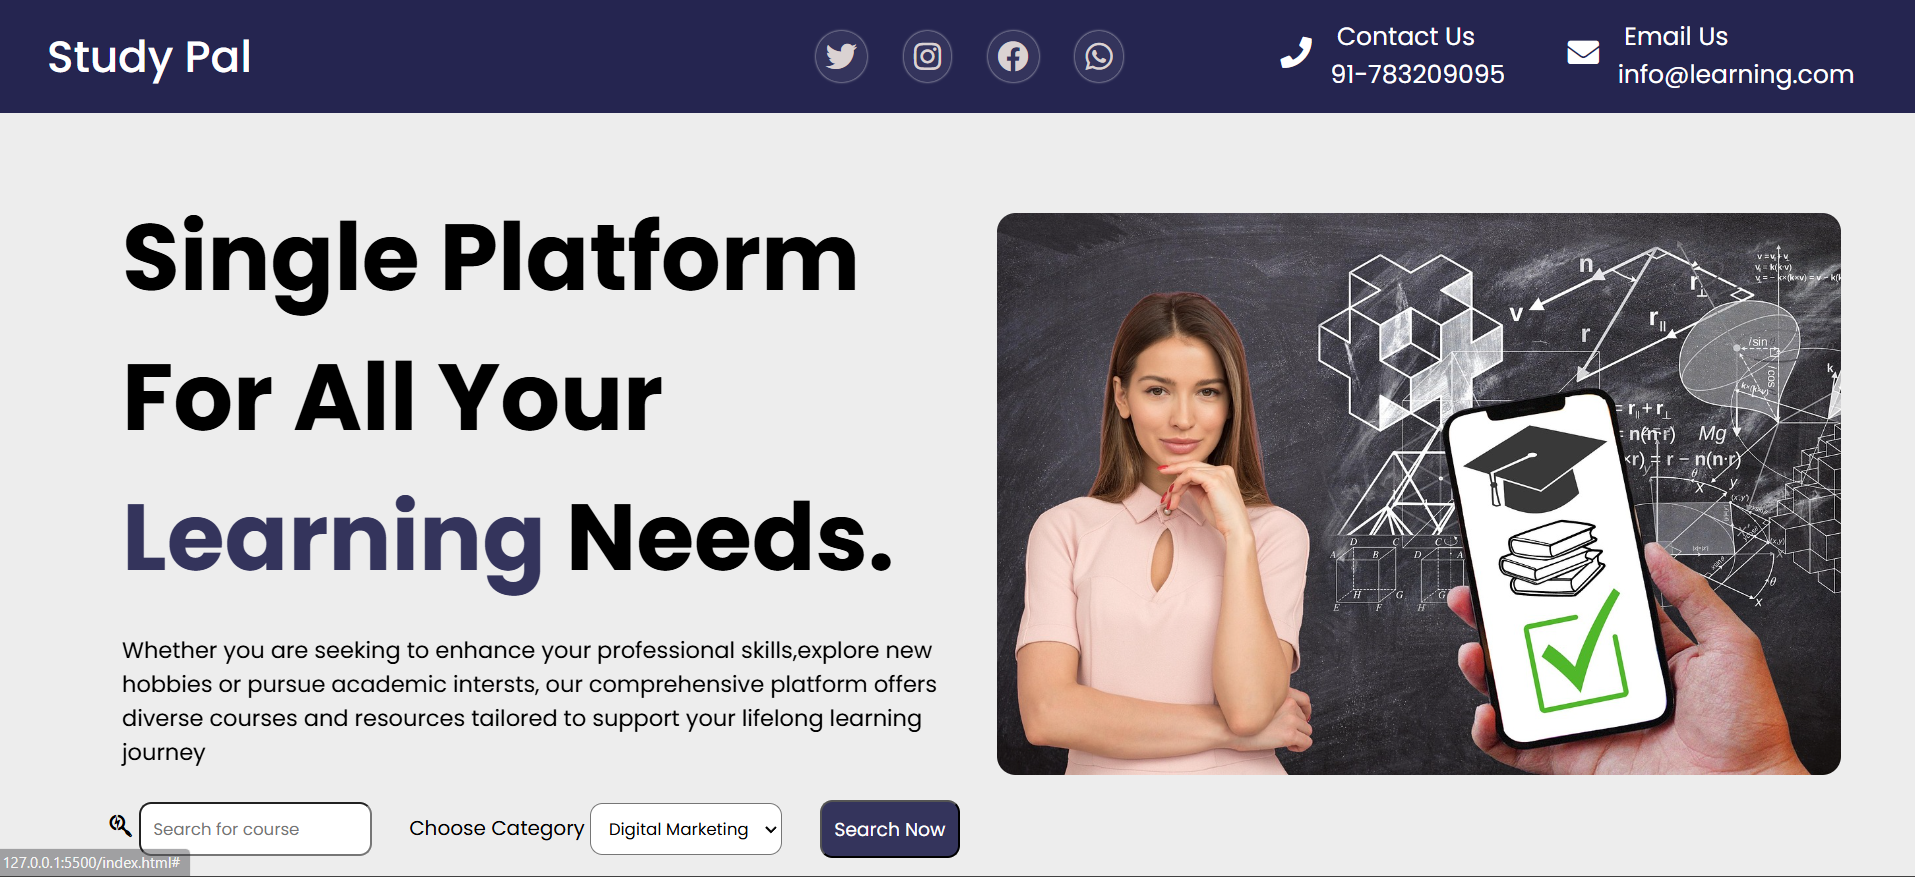 Study Pal
Contact Us
91-783209095
Email Us
info@learning.com
Single Platform
For All Your
Learning Needs.
Whether you are seeking to enhance your professional skills,explore new
hobbies or pursue academic intersts, our comprehensive platform offers
diverse courses and resources tailored to support your lifelong learning
journey
n
v
r
r⊥
r||
Mg
Search for course
Choose Category
Digital Marketing
Search Now
127.0.0.1:5500/index.html#